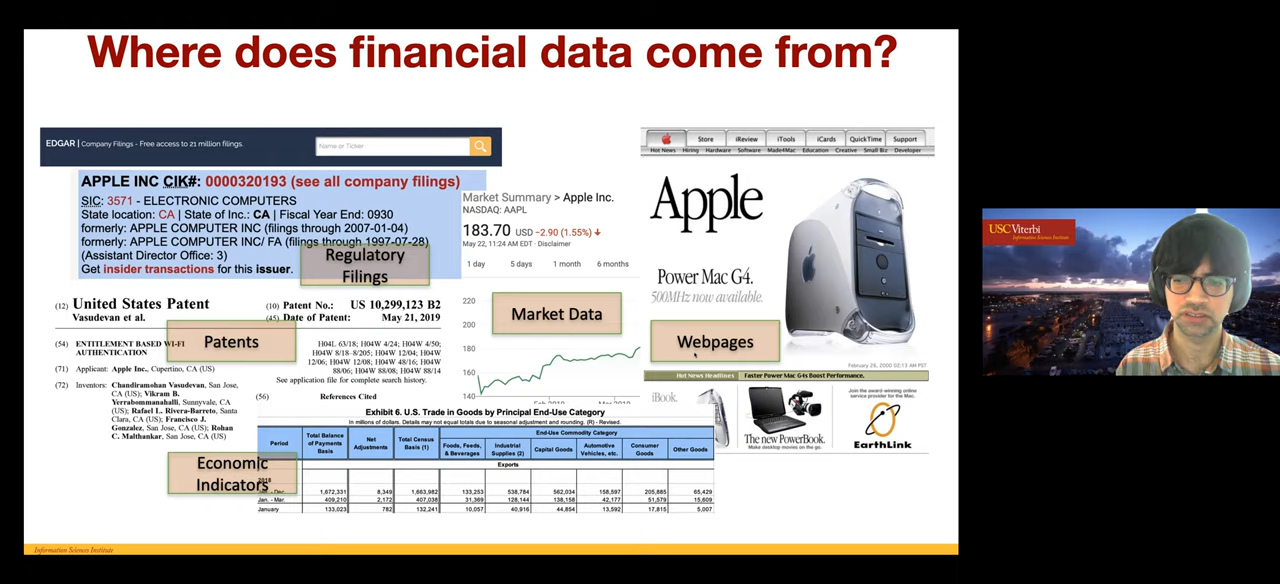 Where does financial data come from?
EDGAR | Company Filings - Free access to 21 million filings.
Name or Ticker
APPLE INC CIK#: 0000320193 (see all company filings)
SIC: 3571 - ELECTRONIC COMPUTERS
State location: CA | State of Inc.: CA | Fiscal Year End: 0930
formerly: APPLE COMPUTER INC (filings through 2007-01-04)
formerly: APPLE COMPUTER INC/ FA (filings through 1997-07-28)
(Assistant Director Office: 3)
Get insider transactions for this issuer.
Regulatory
Filings
Market Summary > Apple Inc.
NASDAQ: AAPL
183.70 USD −2.90 (1.55%)
May 22, 11:24 AM EDT · Disclaimer
1 day 5 days 1 month 6 months
220
200
180
160
140
Market Data
(12) United States Patent
Vasudevan et al.
(10) Patent No.: US 10,299,123 B2
(45) Date of Patent: May 21, 2019
(54) ENTITLEMENT BASED WI-FI
AUTHENTICATION
(71) Applicant: Apple Inc., Cupertino, CA (US)
(72) Inventors: Chandiramohan Vasudevan, San Jose,
CA (US); Vikram B.
Yerrabommanahalli, Sunnyvale, CA
(US); Rafael L. Rivera-Barreto, Santa
Clara, CA (US); Francisco J.
Gonzalez, San Jose, CA (US); Rohan
C. Malthankar, San Jose, CA (US)
H04L 63/18; H04W 4/24; H04W 4/50;
H04W 8/18–8/205; H04W 12/04; H04W
12/06; H04W 12/08; H04W 48/16; H04W
88/06; H04W 88/08; H04W 88/14
See application file for complete search history.
(56) References Cited
Patents
Exhibit 6. U.S. Trade in Goods by Principal End-Use Category
In millions of dollars. Details may not equal totals due to seasonal adjustment and rounding. (R) - Revised.
Period
Total Balance of Payments Basis
Net Adjustments
Total Census Basis (1)
End-Use Commodity Category
Foods, Feeds, & Beverages
Industrial Supplies (2)
Capital Goods
Automotive Vehicles, etc.
Consumer Goods
Other Goods
Exports
Dec. 1,672,331 8,349 1,663,982 133,253 538,784 562,034 158,597 205,885 65,429
Jan. - Mar. 409,210 2,172 407,038 31,369 128,144 138,158 42,177 51,579 15,609
January 133,023 782 132,241 10,057 40,916 44,854 13,592 17,815 5,007
Economic
Indicators
Store iReview iTools iCards QuickTime Support
Hot News Hiring Hardware Software Made4Mac Education Creative Small Biz Developer
Apple
Power Mac G4.
500MHz now available.
Webpages
February 26, 2000 02:13 AM PST
Hot News Headlines Faster Power Mac G4s Boost Performance.
iBook.
The new PowerBook.
Make desktop movies on the go.
Join the award-winning
online service provider for Mac.
EarthLink
Information Sciences Institute
USC Viterbi
Information Sciences Institute